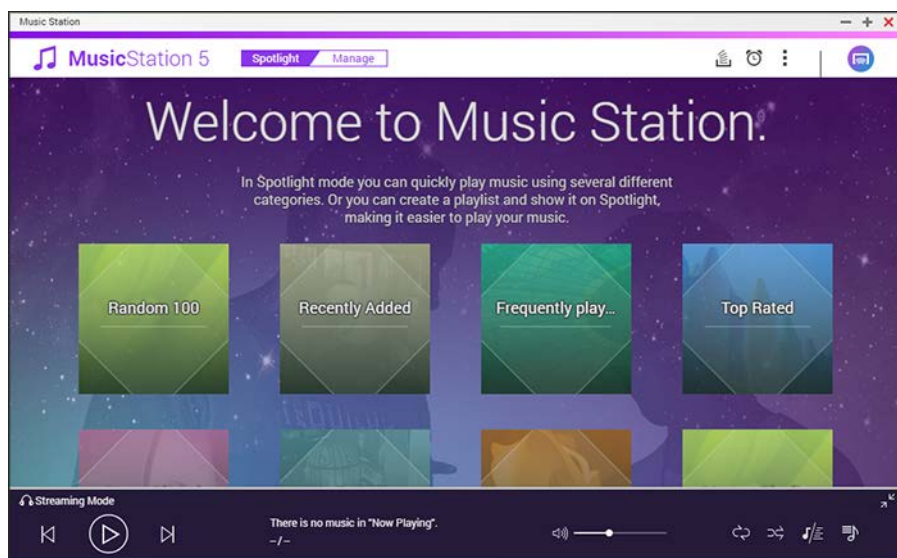 Music Station
MusicStation 5
Spotlight
Manage
Welcome to Music Station.
In Spotlight mode you can quickly play music using several different
categories. Or you can create a playlist and show it on Spotlight,
making it easier to play your music.
Random 100
Recently Added
Frequently play...
Top Rated
Streaming Mode
There is no music in "Now Playing".
--/--